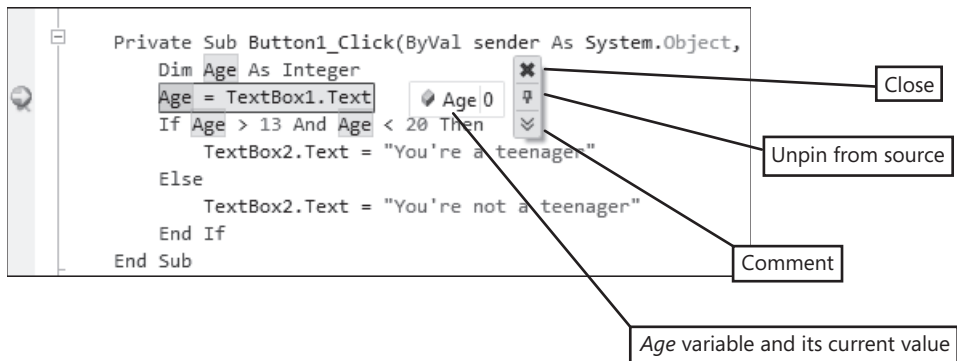 Private Sub Button1_Click(ByVal sender As System.Object,
Dim Age As Integer
Age = TextBox1.Text
Age 0
If Age > 13 And Age < 20 Then
TextBox2.Text = "You're a teenager"
Else
TextBox2.Text = "You're not a teenager"
End If
End Sub
Close
Unpin from source
Comment
Age variable and its current value